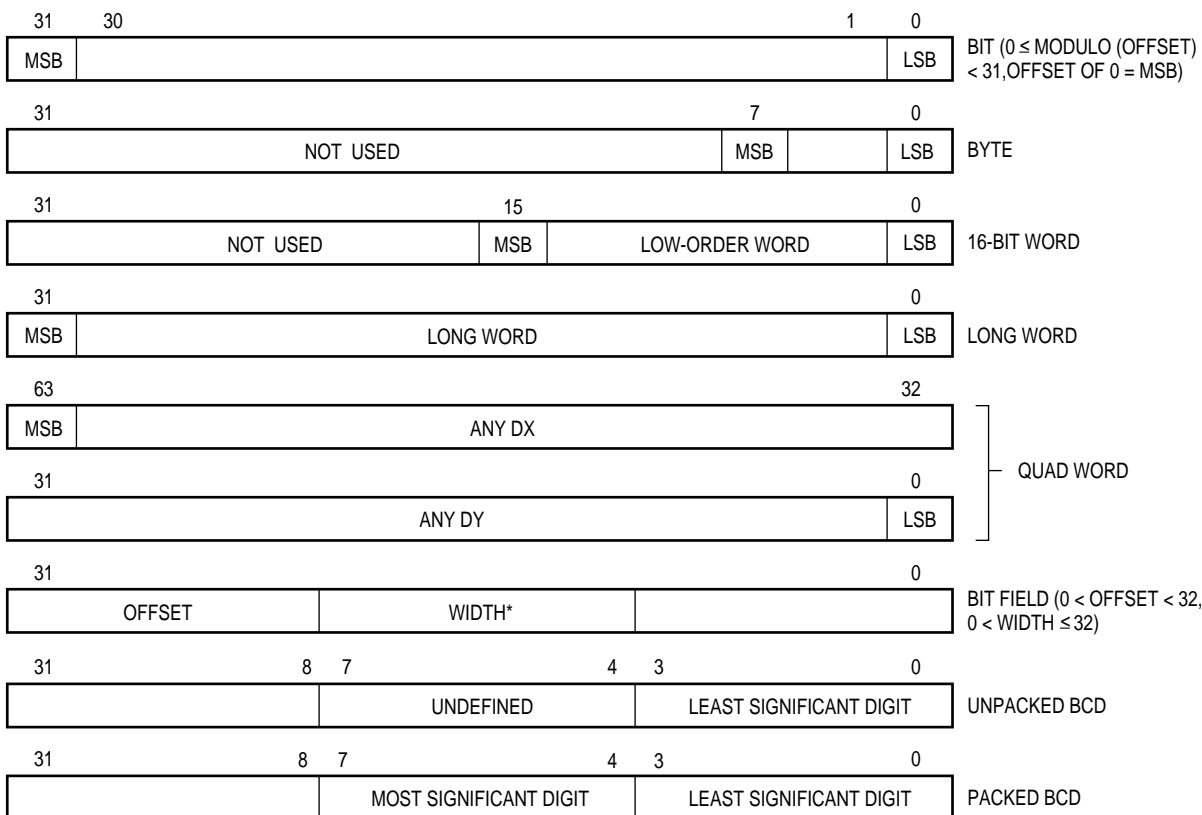 31 30 1 0
MSB LSB BIT (0 ≤ MODULO (OFFSET)
< 31,OFFSET OF 0 = MSB)
31 7 0
NOT USED MSB LSB BYTE
31 15 0
NOT USED MSB LOW-ORDER WORD LSB 16-BIT WORD
31 0
MSB LONG WORD LSB LONG WORD
63 32
MSB ANY DX
QUAD WORD
31 0
ANY DY LSB
31 0
OFFSET WIDTH* BIT FIELD (0 < OFFSET < 32,
0 < WIDTH ≤ 32)
31 8 7 4 3 0
UNDEFINED LEAST SIGNIFICANT DIGIT UNPACKED BCD
31 8 7 4 3 0
MOST SIGNIFICANT DIGIT LEAST SIGNIFICANT DIGIT PACKED BCD